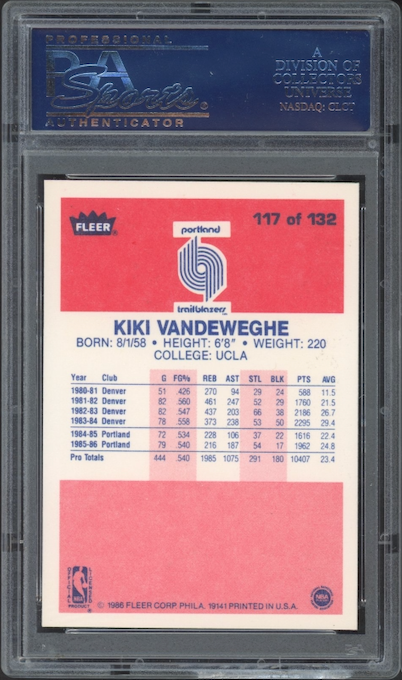 PROFESSIONAL
PSA
Sports®
AUTHENTICATOR
A
DIVISION OF
COLLECTORS
UNIVERSE
NASDAQ: CLCT
FLEER®
117 of 132
portland
trailblazers
KIKI VANDEWEGHE
BORN: 8/1/58 • HEIGHT: 6'8" • WEIGHT: 220
COLLEGE: UCLA
Year Club G FG% REB AST STL BLK PTS AVG
1980-81 Denver 51 .426 270 94 29 24 588 11.5
1981-82 Denver 82 .560 461 247 52 29 1760 21.5
1982-83 Denver 82 .547 437 203 66 38 2186 26.7
1983-84 Denver 78 .558 373 238 53 50 2295 29.4
1984-85 Portland 72 .534 228 106 37 22 1616 22.4
1985-86 Portland 79 .540 216 187 54 17 1962 24.8
Pro Totals 444 .540 1985 1075 291 180 10407 23.4
OFFICIAL
NBA
LICENSED
PRODUCT
NBA
© 1986 FLEER CORP. PHILA. 19141 PRINTED IN U.S.A.